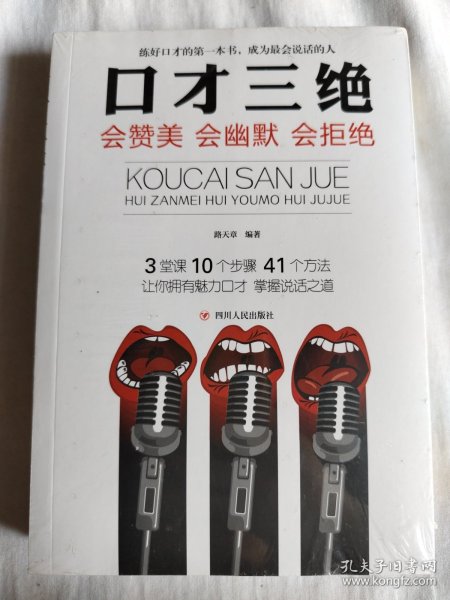 练好口才的第一本书，成为最会说话的人
口才三绝
会赞美 会幽默 会拒绝
KOUCAI SAN JUE
HUI ZANMEI HUI YOUMO HUI JUJUE
路天章 编著
3堂课 10个步骤 41个方法
让你拥有魅力口才 掌握说话之道
四川人民出版社
孔夫子旧书网
www.kongfz.com